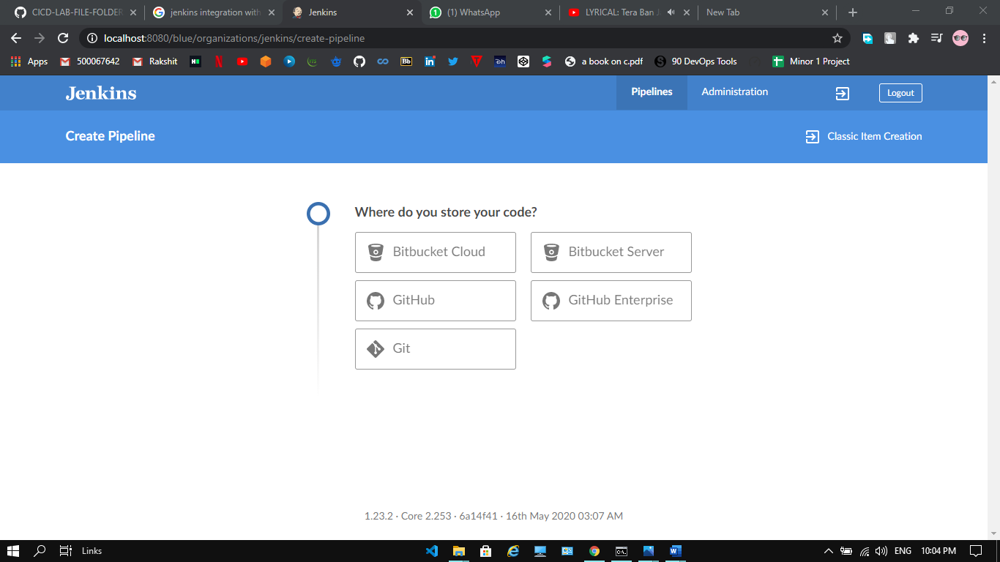 CICD-LAB-FILE-FOLDER
jenkins integration with
Jenkins
(1) WhatsApp
LYRICAL: Tera Ban J
New Tab
localhost:8080/blue/organizations/jenkins/create-pipeline
Apps
500067642
Rakshit
a book on c.pdf
90 DevOps Tools
Minor 1 Project
Jenkins
Pipelines
Administration
Logout
Create Pipeline
Classic Item Creation
Where do you store your code?
Bitbucket Cloud
Bitbucket Server
GitHub
GitHub Enterprise
Git
1.23.2 · Core 2.253 · 6a14f41 · 16th May 2020 03:07 AM
Links
ENG
10:04 PM